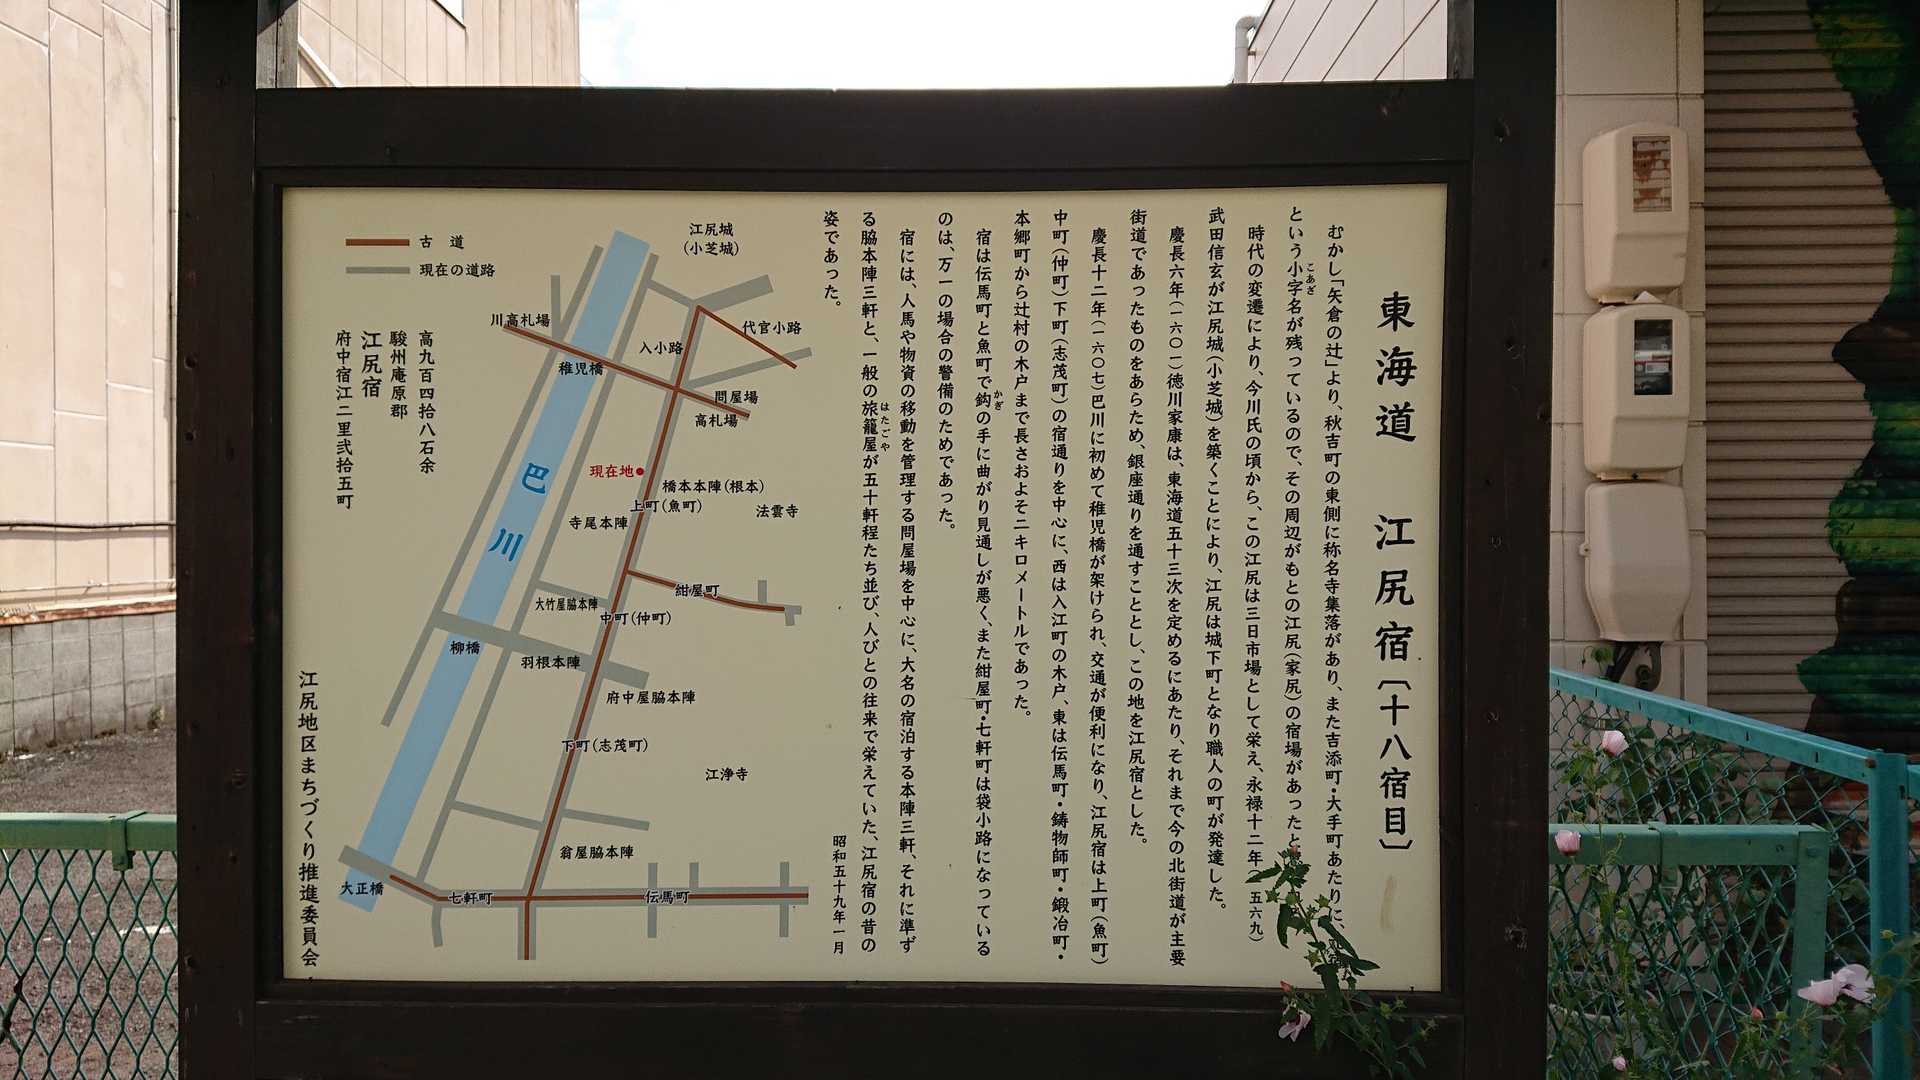 東海道 江尻宿〔十八宿目〕
むかし「矢倉の辻」より、秋吉町の東側に称名寺集落があり、また吉添町・大手町あたりに
という小字名が残っているので、その周辺がもとの江尻(家尻)の宿場があったと
こあざ
時代の変遷により、今川氏の頃から、この江尻は三日市場として栄え、永禄十二年 五六九)
武田信玄が江尻城(小芝城)を築くことにより、江尻は城下町となり職人の町が発達した。
慶長六年(一六〇一)徳川家康は、東海道五十三次を定めるにあたり、それまで今の北街道が主要
街道であったものをあらため、銀座通りを通すこととし、この地を江尻宿とした。
慶長十二年(一六〇七)巴川に初めて稚児橋が架けられ、交通が便利になり、江尻宿は上町(魚町)
中町(仲町)下町(志茂町)の宿通りを中心に、西は入江町の木戸、東は伝馬町・鋳物師町・鍛冶町・
本郷町から辻村の木戸まで長さおよそニキロメートルであった。
宿は伝馬町と魚町で鈎の手に曲がり見通しが悪く、また紺屋町・七軒町は袋小路になっている
かぎ
のは、万一の場合の警備のためであった。
宿には、人馬や物資の移動を管理する問屋場を中心に、大名の宿泊する本陣三軒、それに準ず
る脇本陣三軒と、一般の旅籠屋が五十軒程たち並び、人びとの往来で栄えていた、江尻宿の昔の
はたごや
姿であった。
昭和五十九年一月
古 道
現在の道路
江尻城
(小芝城)
川高札場
代官小路
入小路
稚児橋
問屋場
高札場
現在地
橋本本陣(根本)
上町(魚町)
法雲寺
寺尾本陣
巴川
紺屋町
大竹屋脇本陣
中町(仲町)
柳橋
羽根本陣
府中屋脇本陣
下町(志茂町)
江浄寺
翁屋脇本陣
大正橋
七軒町
伝馬町
高九百四拾八石余
駿州庵原郡
江尻宿
府中宿江二里弐拾五町
江尻地区まちづくり推進委員会